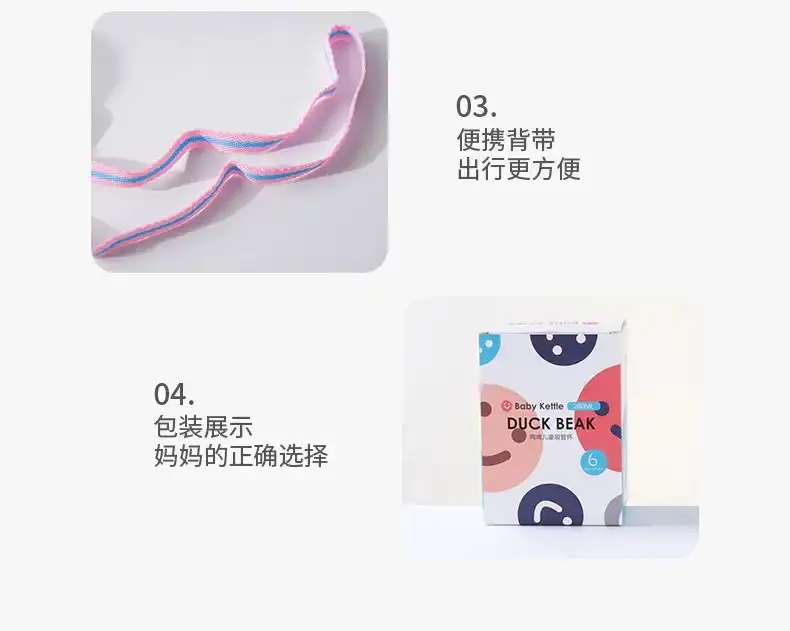 03.
便携背带
出行更方便
04.
包装展示
妈妈的正确选择
Baby Kettle
DUCK BEAK
鸭嘴儿童吸管杯
6